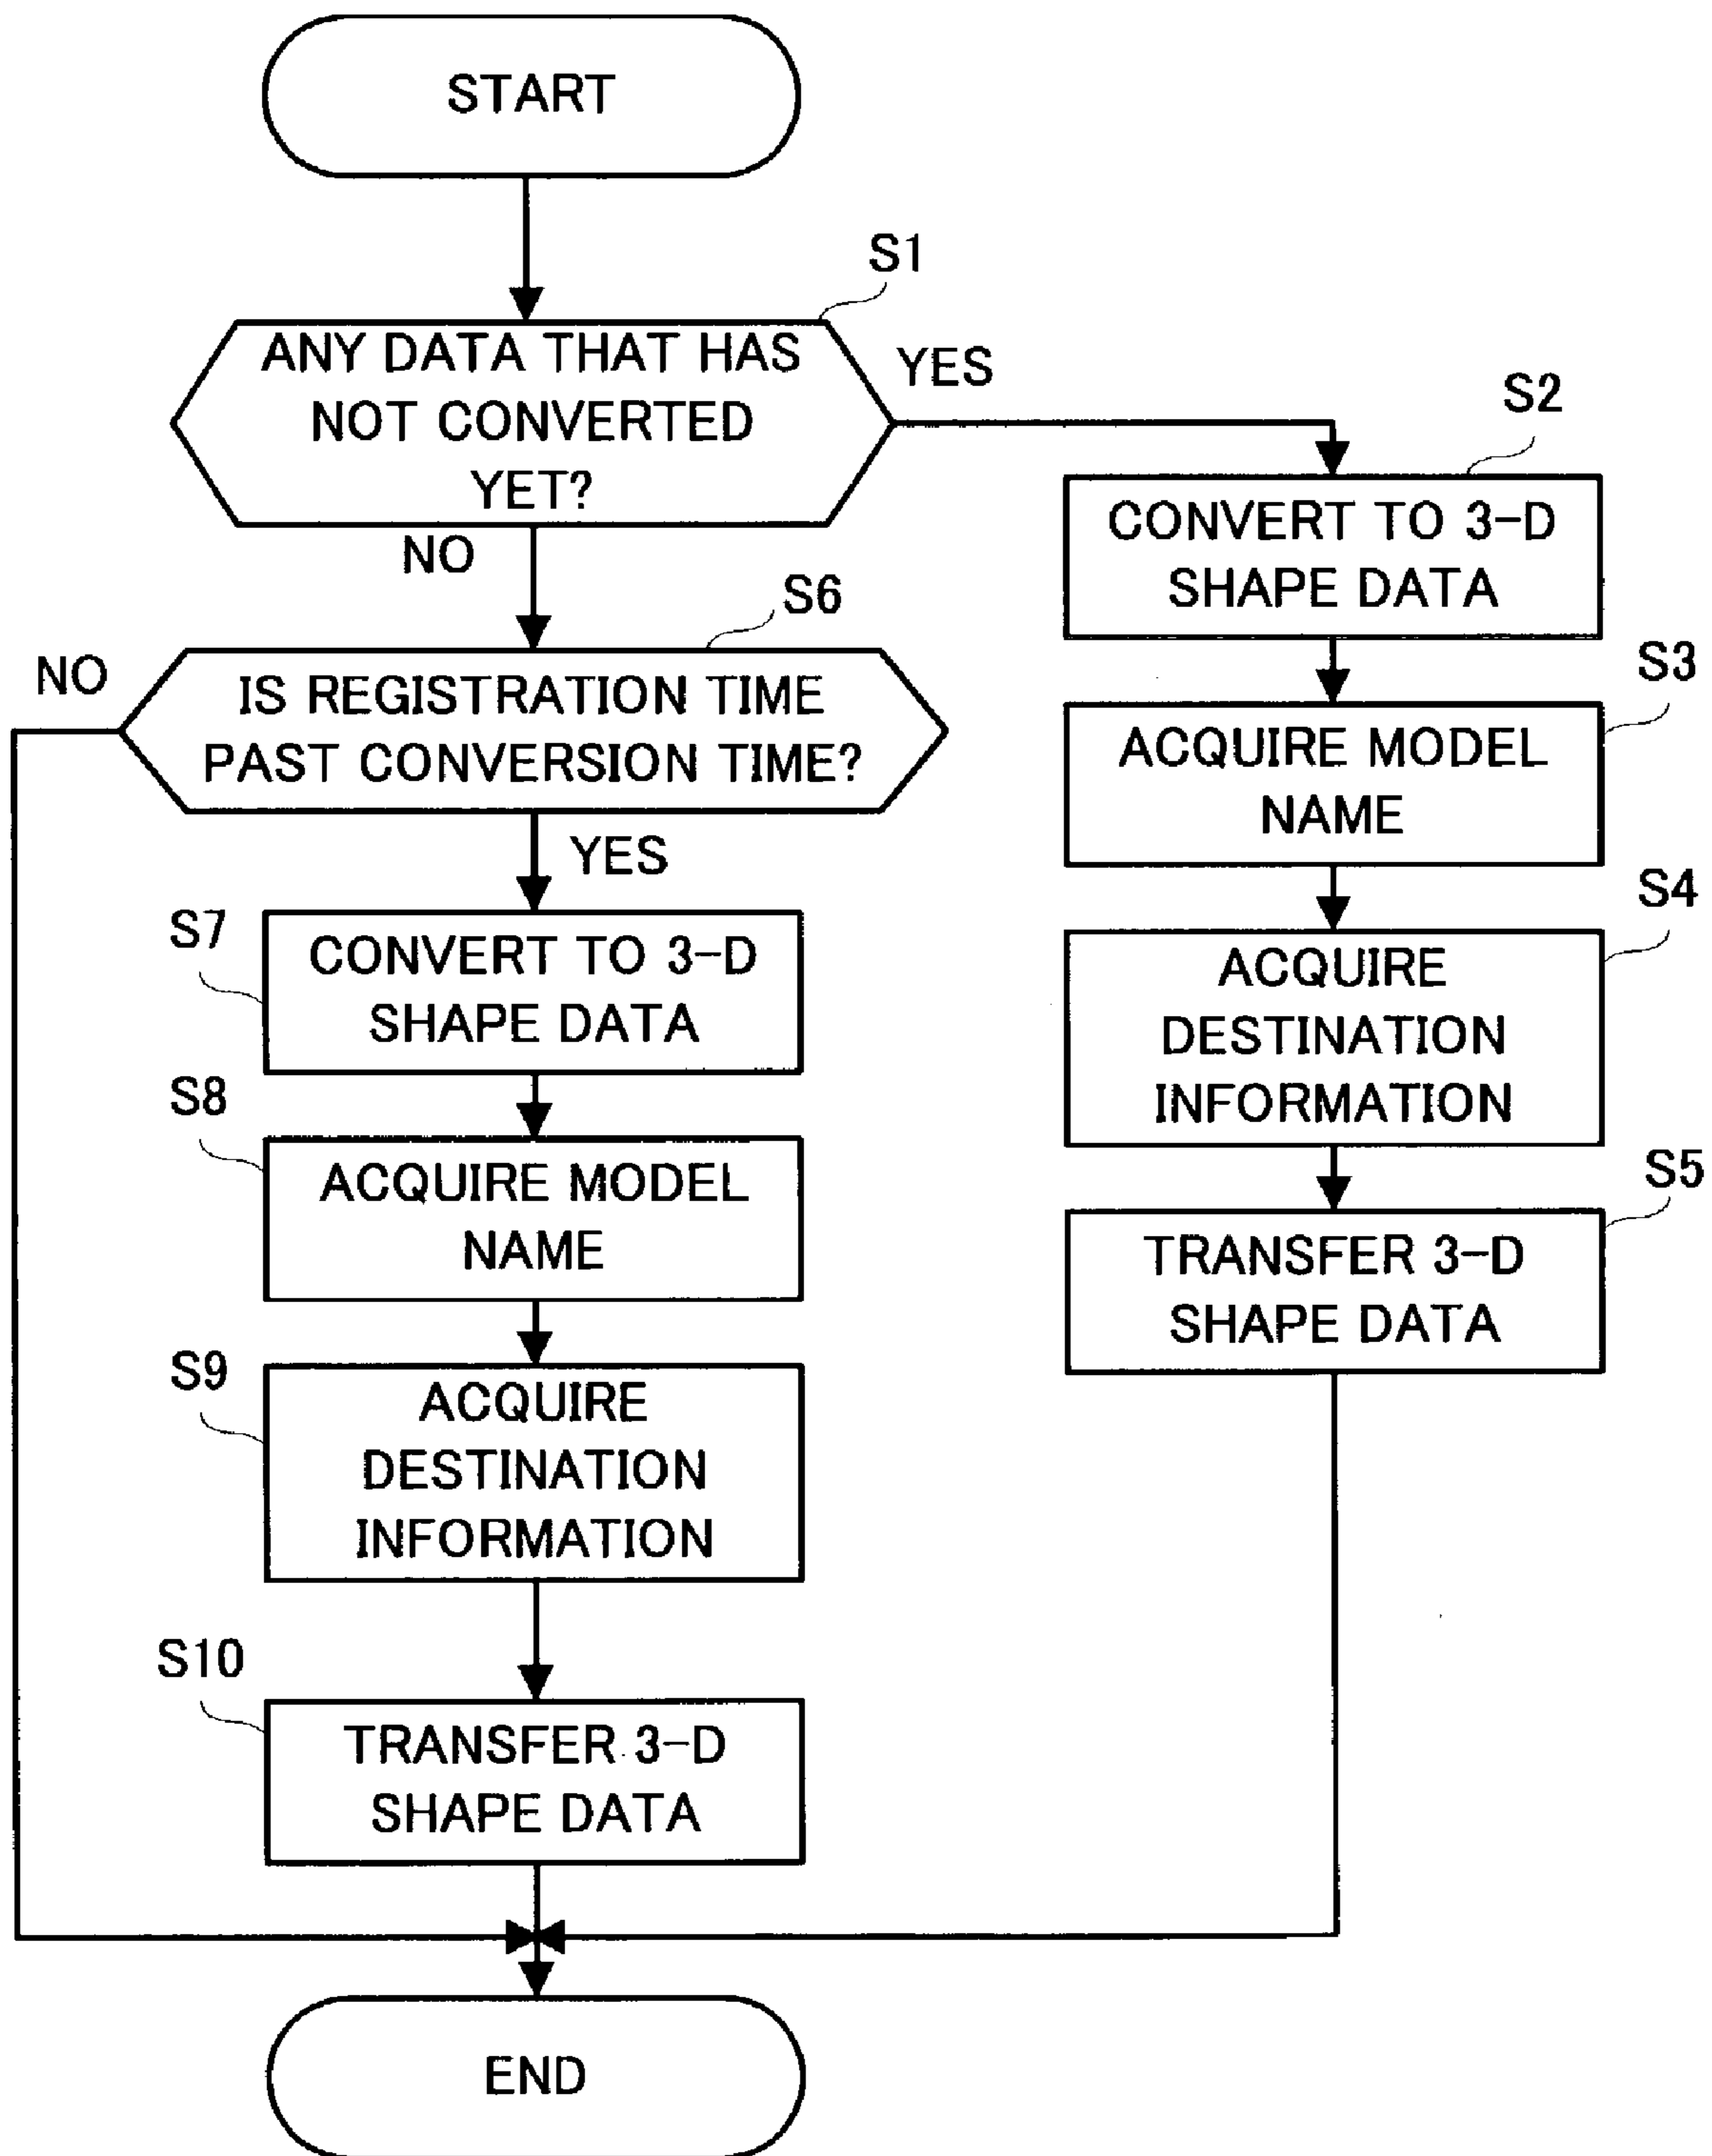 START
S1
ANY DATA THAT HAS
NOT CONVERTED
YET?
YES
NO
S2
CONVERT TO 3-D
SHAPE DATA
S3
ACQUIRE MODEL
NAME
S4
ACQUIRE
DESTINATION
INFORMATION
S5
TRANSFER 3-D
SHAPE DATA
S6
NO
IS REGISTRATION TIME
PAST CONVERSION TIME?
YES
S7
CONVERT TO 3-D
SHAPE DATA
S8
ACQUIRE MODEL
NAME
S9
ACQUIRE
DESTINATION
INFORMATION
S10
TRANSFER 3-D
SHAPE DATA
END